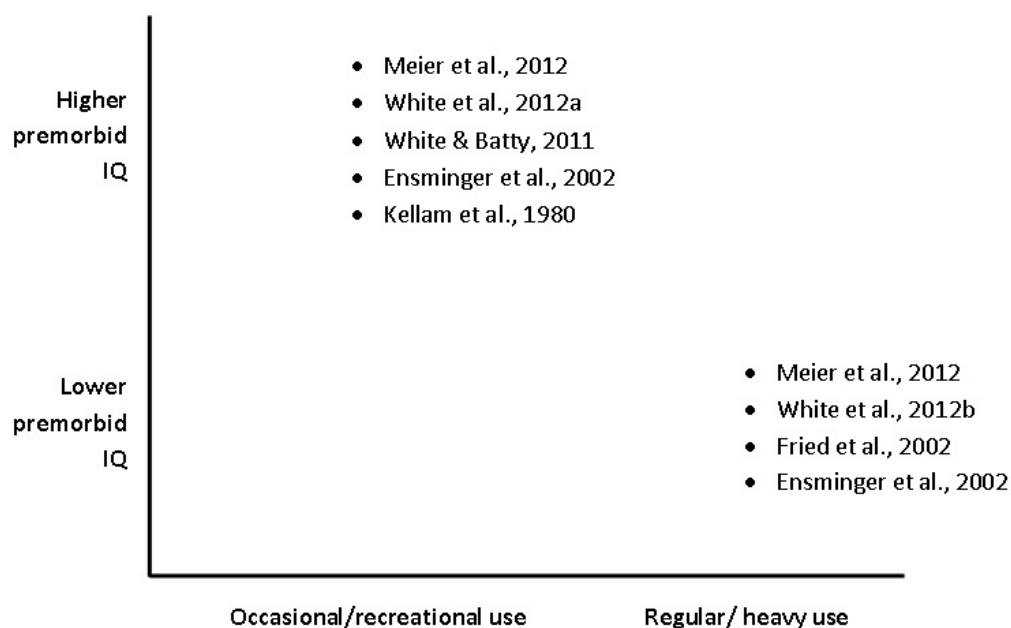 Higher
premorbid
IQ
• Meier et al., 2012
• White et al., 2012a
• White & Batty, 2011
• Ensminger et al., 2002
• Kellam et al., 1980
Lower
premorbid
IQ
• Meier et al., 2012
• White et al., 2012b
• Fried et al., 2002
• Ensminger et al., 2002
Occasional/recreational use
Regular/ heavy use